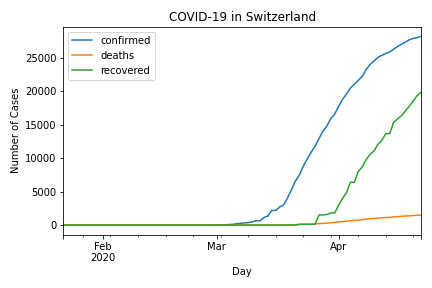 COVID-19 in Switzerland
confirmed
deaths
recovered
Number of Cases
25000
20000
15000
10000
5000
0
Feb
2020
Mar
Apr
Day